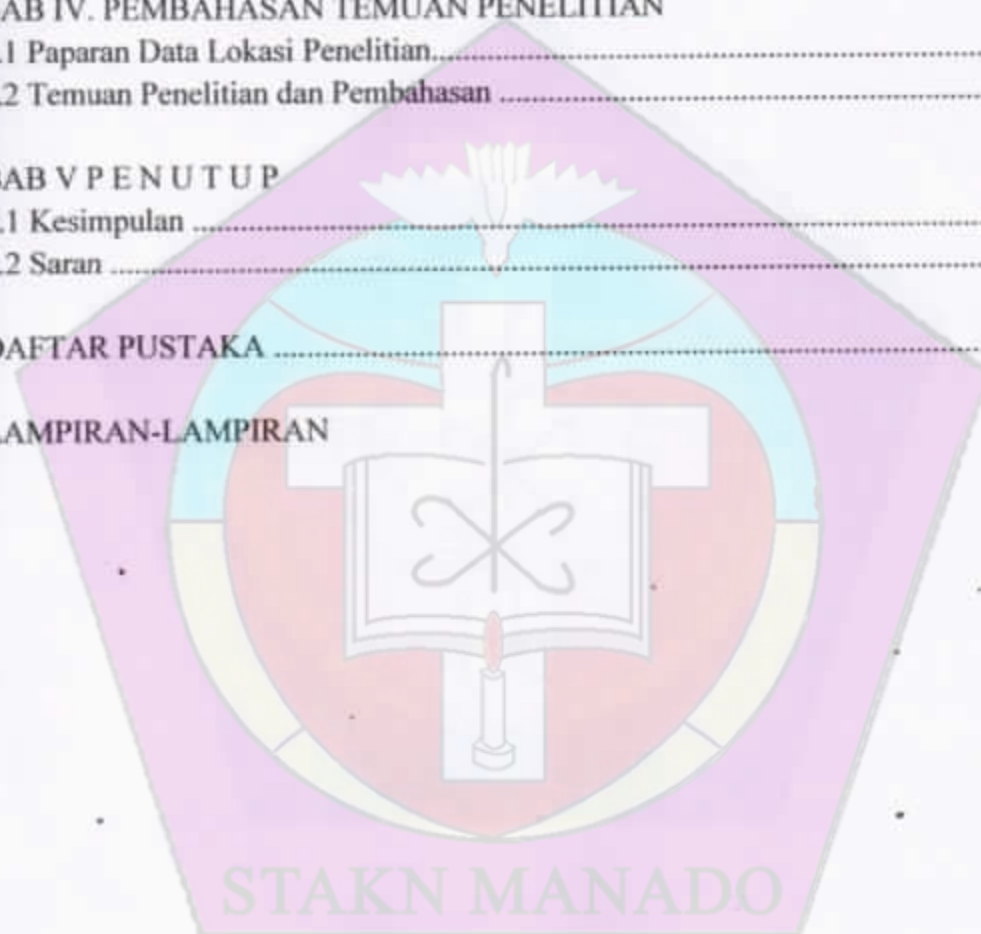 AB IV. PEMBAHASAN TEMUAN PENELITIAN
.1 Paparan Data Lokasi Penelitian
.2 Temuan Penelitian dan Pembahasan
AB V P E N U T U P
.1 Kesimpulan
.2 Saran
DAFTAR PUSTAKA
LAMPIRAN-LAMPIRAN
STAKN MANADO